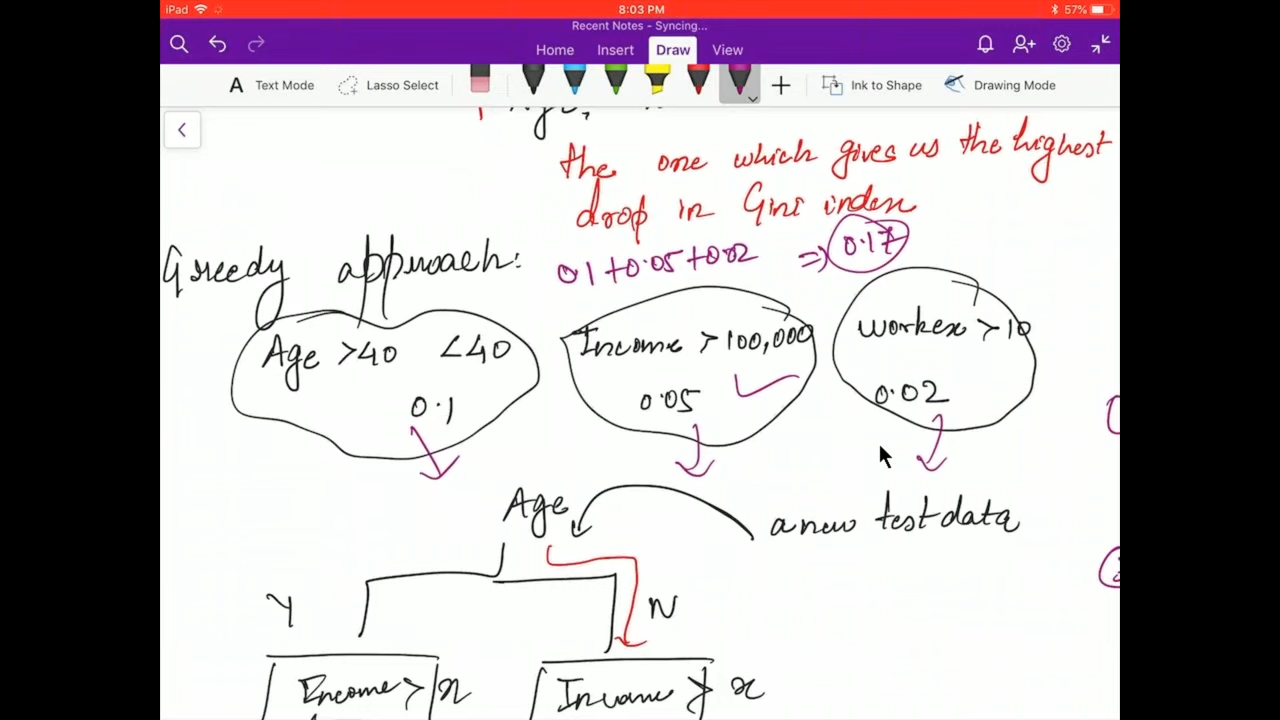 iPad 8:03 PM 57%
Recent Notes - Syncing...
Home Insert Draw View
A Text Mode Lasso Select Ink to Shape Drawing Mode
the one which gives us the highest
drop in Gini index
Greedy approach: 0.1 + 0.05 + 0.02 => 0.17
Age >40 <40 Income > 100,000 workex > 10
0.1 0.05 0.02
Age a new test data
Y N
Income > x Income > x